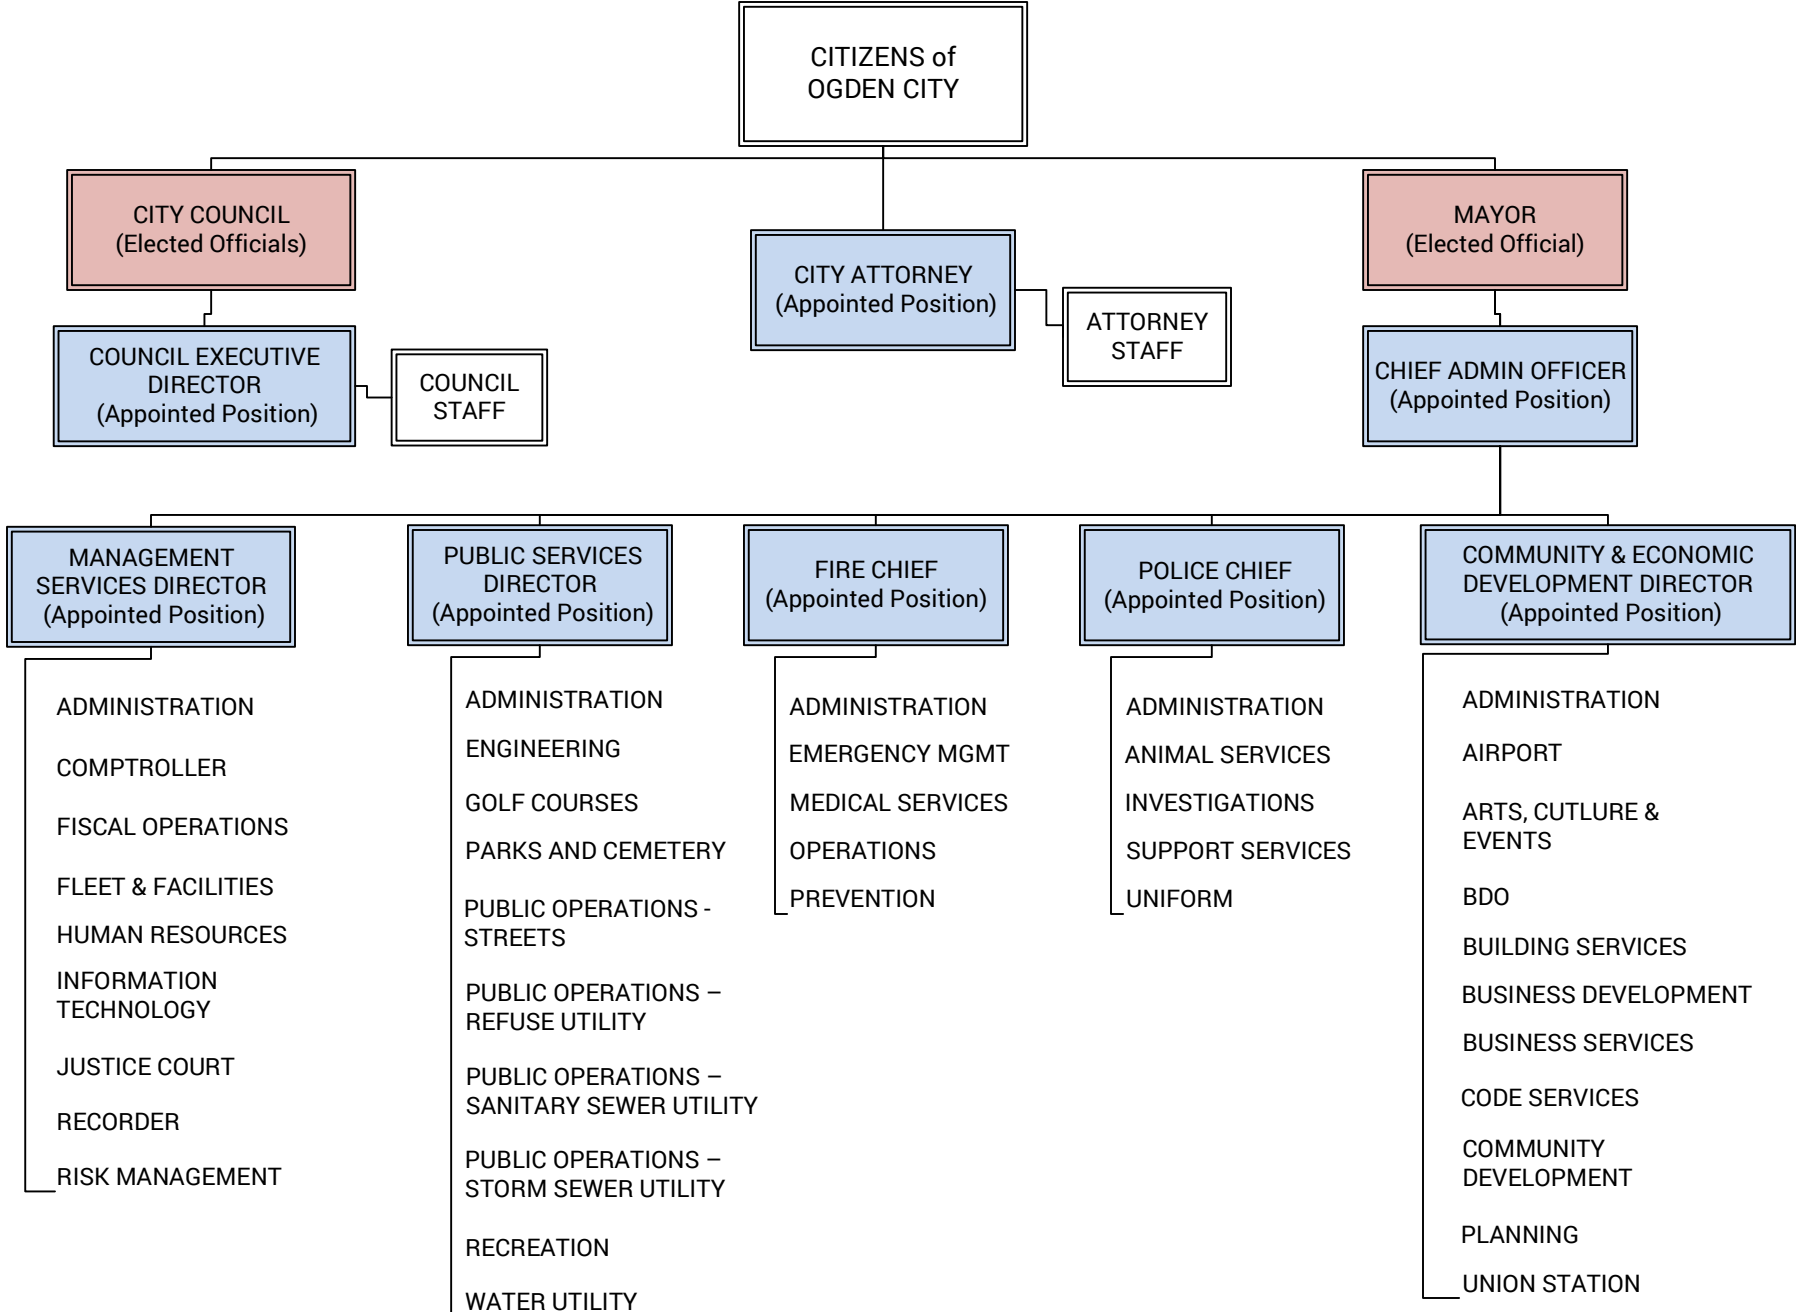 CITIZENS of
OGDEN CITY
CITY COUNCIL
(Elected Officials)
CITY ATTORNEY
(Appointed Position)
MAYOR
(Elected Official)
ATTORNEY
STAFF
COUNCIL EXECUTIVE
DIRECTOR
(Appointed Position)
COUNCIL
STAFF
CHIEF ADMIN OFFICER
(Appointed Position)
MANAGEMENT
SERVICES DIRECTOR
(Appointed Position)
ADMINISTRATION
COMPTROLLER
FISCAL OPERATIONS
FLEET & FACILITIES
HUMAN RESOURCES
INFORMATION
TECHNOLOGY
JUSTICE COURT
RECORDER
RISK MANAGEMENT
PUBLIC SERVICES
DIRECTOR
(Appointed Position)
ADMINISTRATION
ENGINEERING
GOLF COURSES
PARKS AND CEMETERY
PUBLIC OPERATIONS -
STREETS
PUBLIC OPERATIONS –
REFUSE UTILITY
PUBLIC OPERATIONS –
SANITARY SEWER UTILITY
PUBLIC OPERATIONS –
STORM SEWER UTILITY
RECREATION
WATER UTILITY
FIRE CHIEF
(Appointed Position)
ADMINISTRATION
EMERGENCY MGMT
MEDICAL SERVICES
OPERATIONS
PREVENTION
POLICE CHIEF
(Appointed Position)
ADMINISTRATION
ANIMAL SERVICES
INVESTIGATIONS
SUPPORT SERVICES
UNIFORM
COMMUNITY & ECONOMIC
DEVELOPMENT DIRECTOR
(Appointed Position)
ADMINISTRATION
AIRPORT
ARTS, CUTLURE &
EVENTS
BDO
BUILDING SERVICES
BUSINESS DEVELOPMENT
BUSINESS SERVICES
CODE SERVICES
COMMUNITY
DEVELOPMENT
PLANNING
UNION STATION